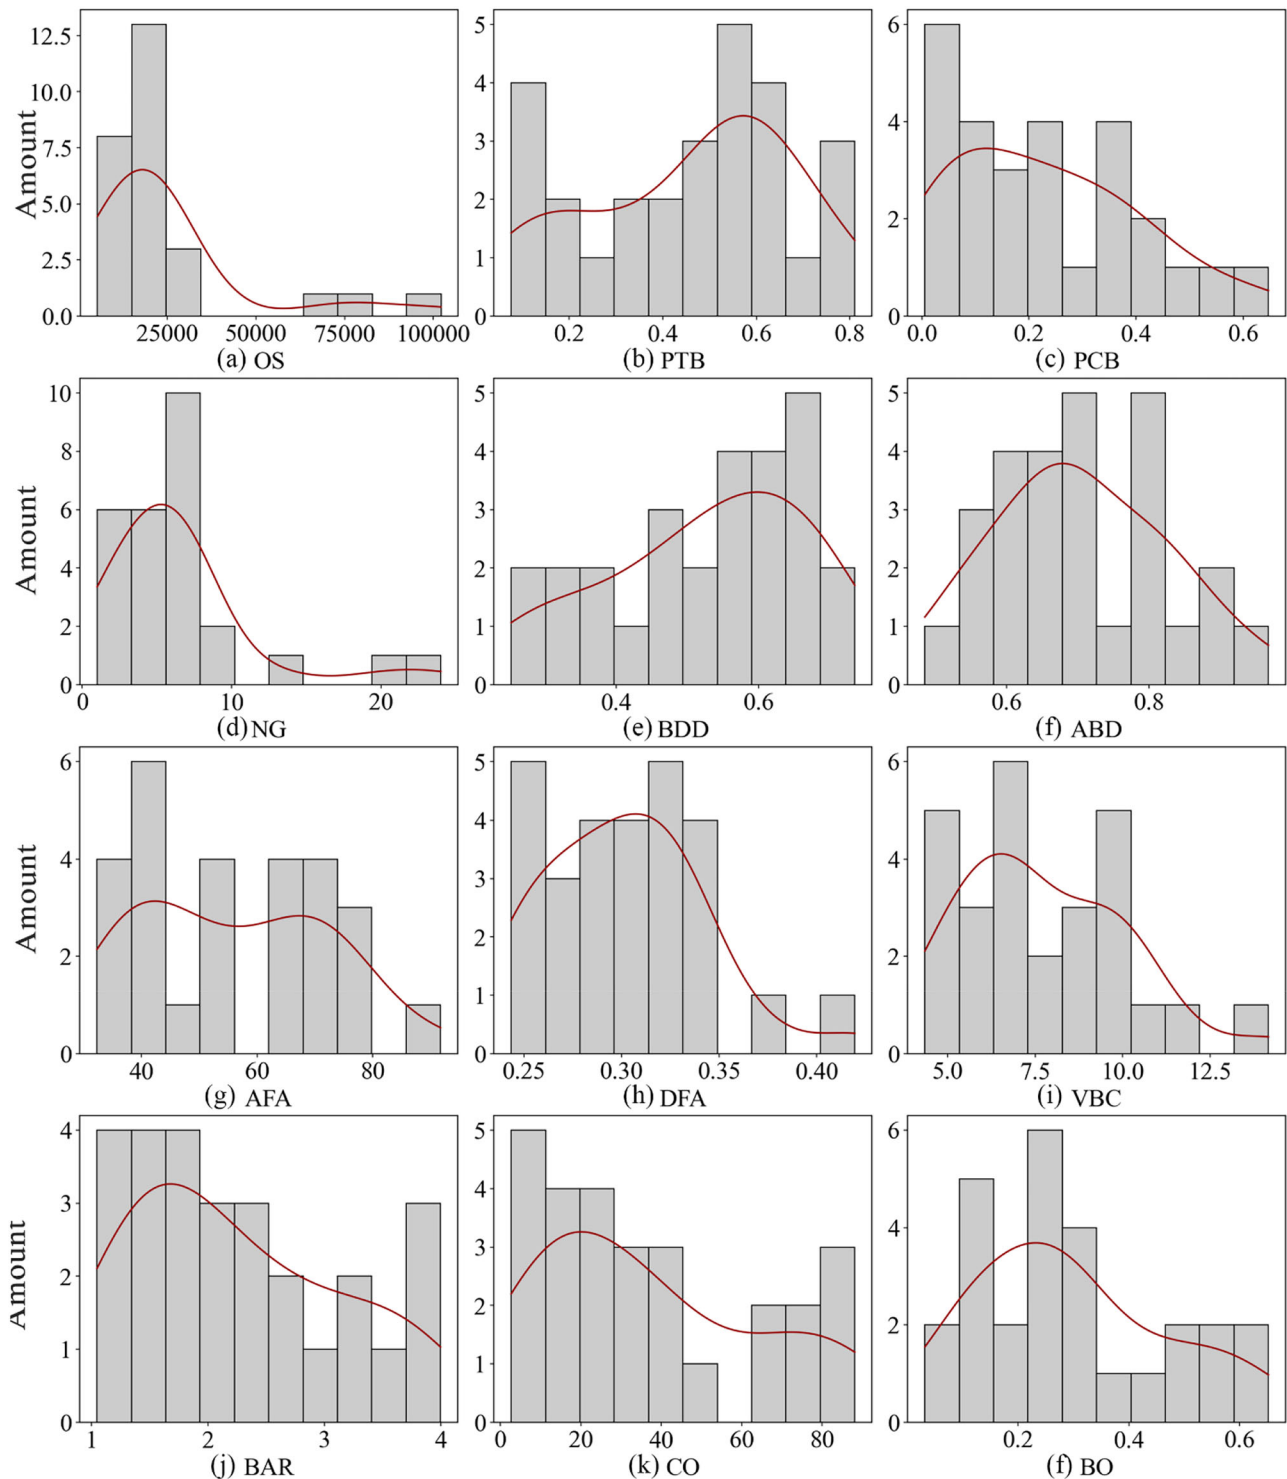 12.5
10.0
7.5
5.0
2.5
0.0
Amount
25000 50000 75000 100000
(a) OS
5
4
3
2
1
0
0.2 0.4 0.6 0.8
(b) PTB
6
4
2
0
0.0 0.2 0.4 0.6
(c) PCB
10
8
6
4
2
0
Amount
0 10 20
(d) NG
5
4
3
2
1
0
0.4 0.6
(e) BDD
5
4
3
2
1
0
0.6 0.8
(f) ABD
6
4
2
0
Amount
40 60 80
(g) AFA
5
4
3
2
1
0
0.25 0.30 0.35 0.40
(h) DFA
6
4
2
0
5.0 7.5 10.0 12.5
(i) VBC
4
3
2
1
0
Amount
1 2 3 4
(j) BAR
5
4
3
2
1
0
0 20 40 60 80
(k) CO
6
4
2
0
0.2 0.4 0.6
(f) BO